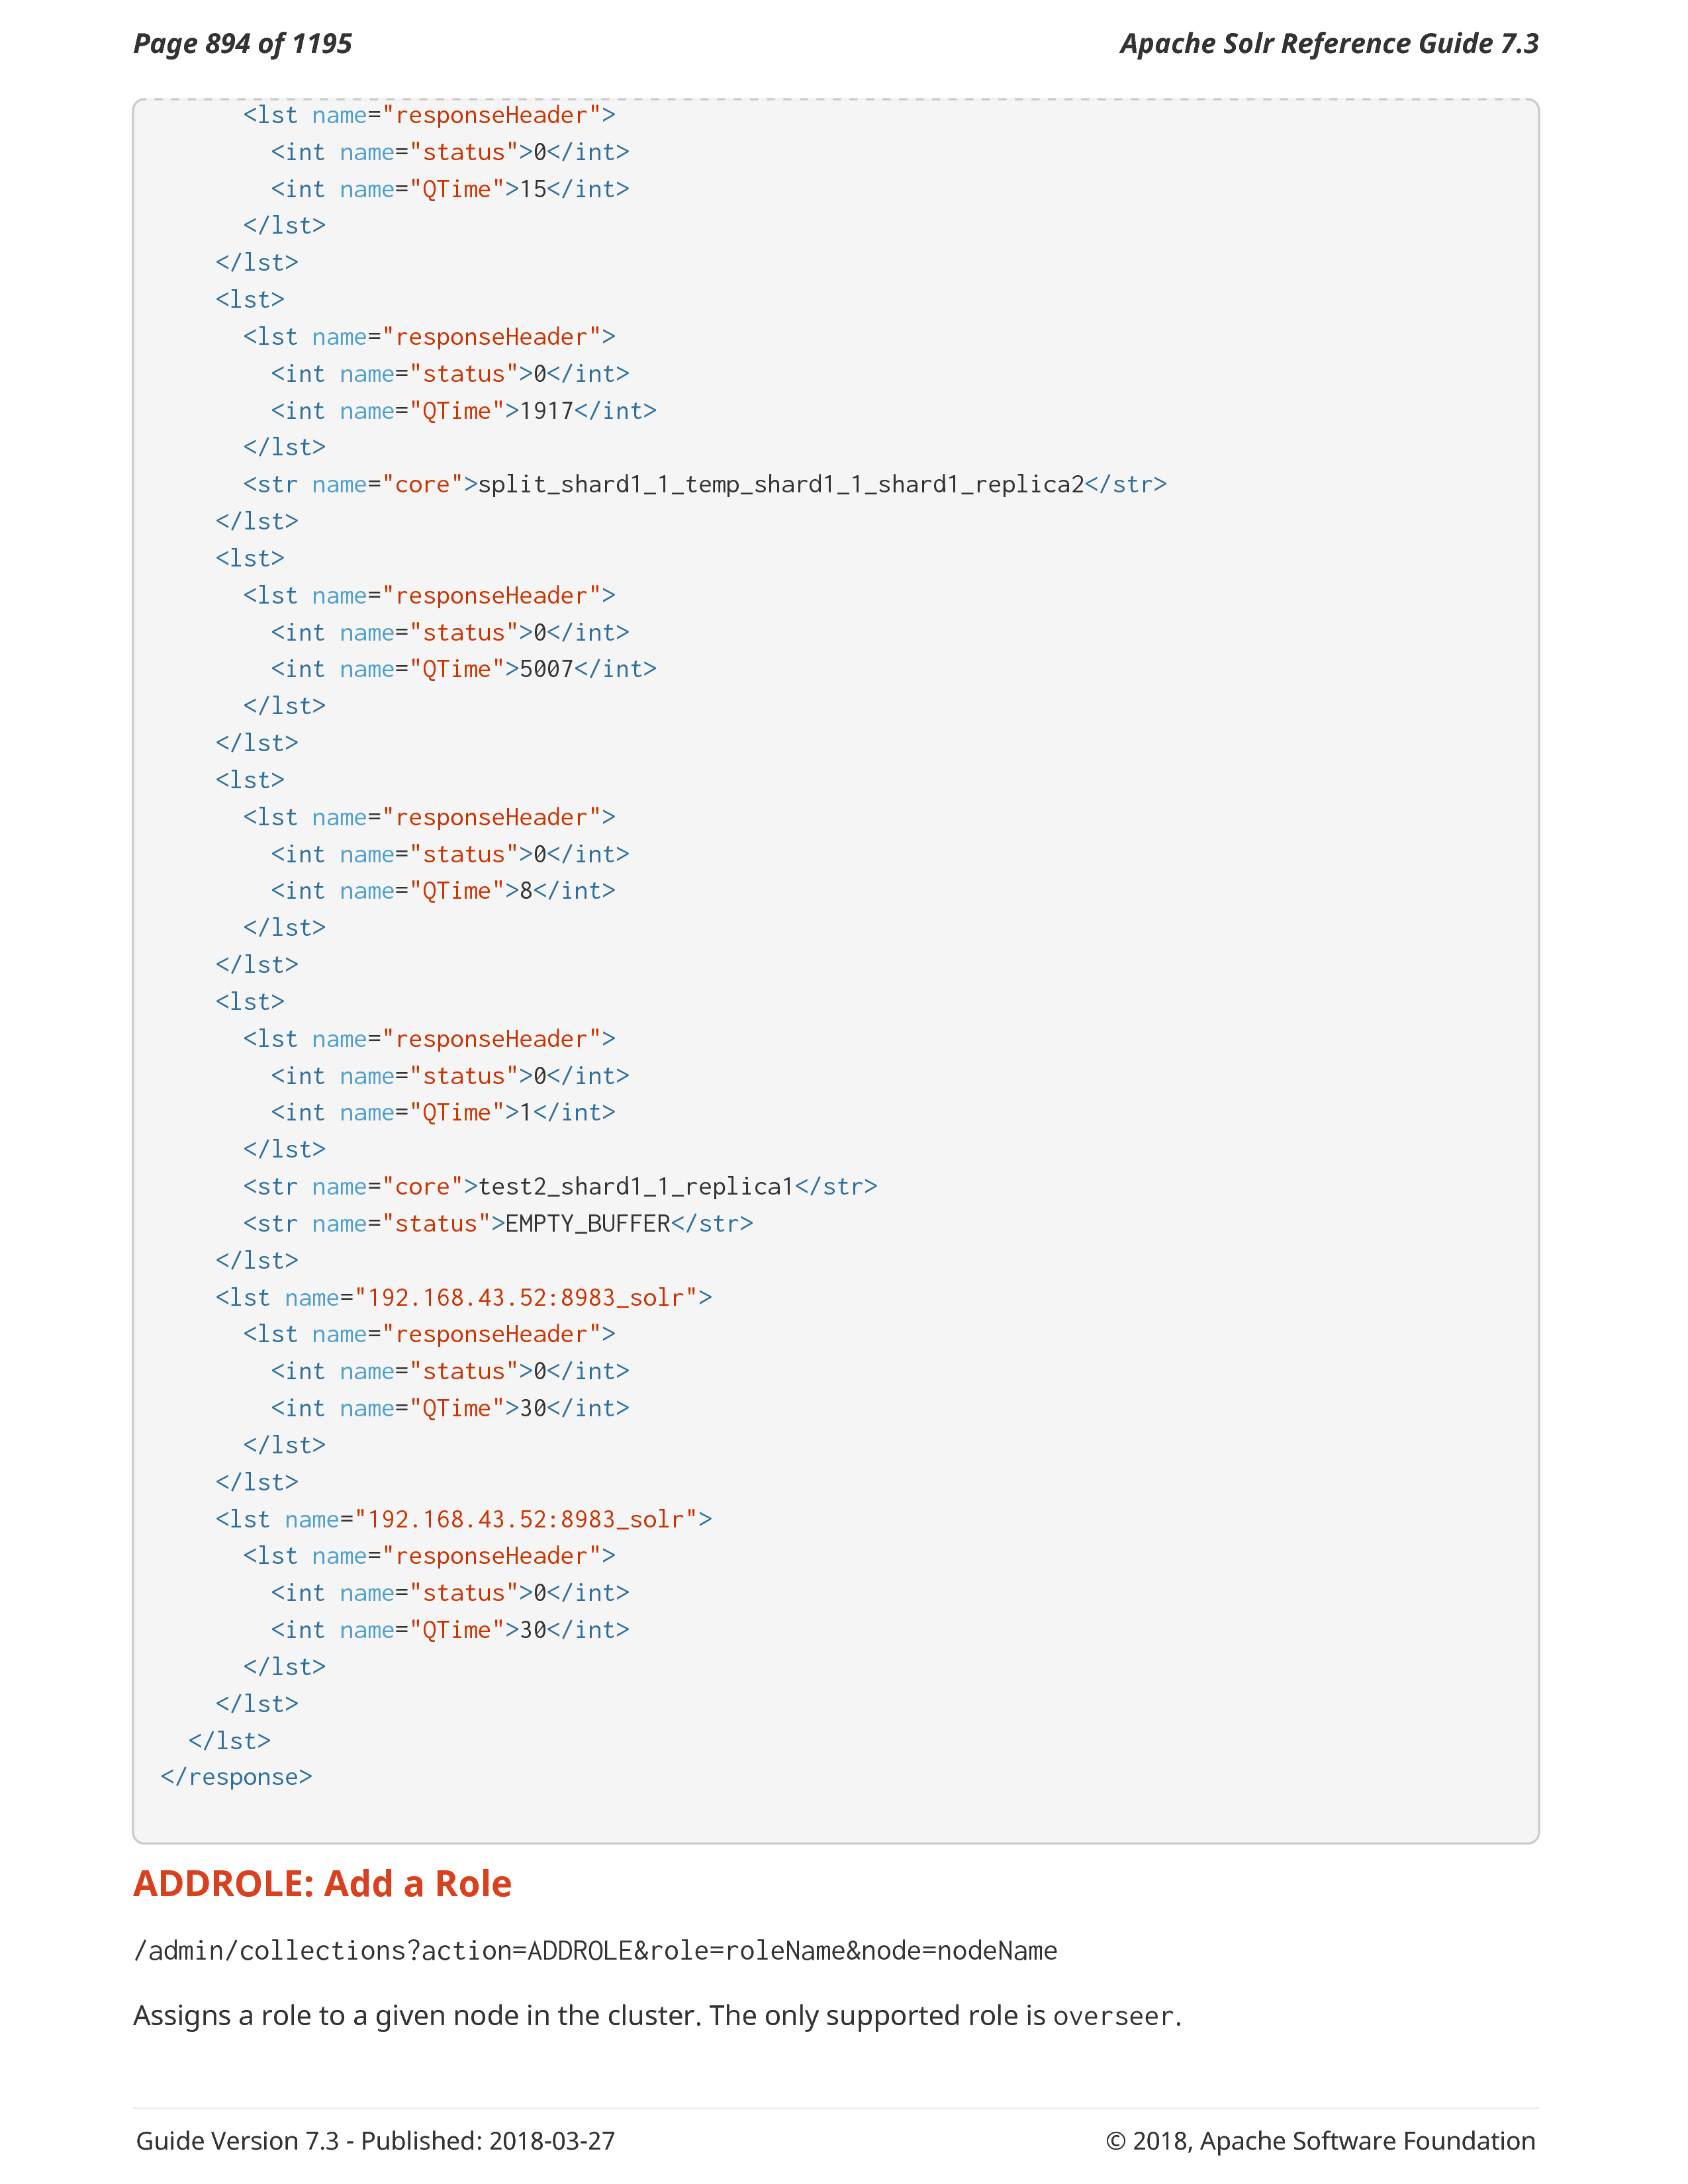 Page 894 of 1195
Apache Solr Reference Guide 7.3
      <lst name="responseHeader">
        <int name="status">0</int>
        <int name="QTime">15</int>
      </lst>
    </lst>
    <lst>
      <lst name="responseHeader">
        <int name="status">0</int>
        <int name="QTime">1917</int>
      </lst>
      <str name="core">split_shard1_1_temp_shard1_1_shard1_replica2</str>
    </lst>
    <lst>
      <lst name="responseHeader">
        <int name="status">0</int>
        <int name="QTime">5007</int>
      </lst>
    </lst>
    <lst>
      <lst name="responseHeader">
        <int name="status">0</int>
        <int name="QTime">8</int>
      </lst>
    </lst>
    <lst>
      <lst name="responseHeader">
        <int name="status">0</int>
        <int name="QTime">1</int>
      </lst>
      <str name="core">test2_shard1_1_replica1</str>
      <str name="status">EMPTY_BUFFER</str>
    </lst>
    <lst name="192.168.43.52:8983_solr">
      <lst name="responseHeader">
        <int name="status">0</int>
        <int name="QTime">30</int>
      </lst>
    </lst>
    <lst name="192.168.43.52:8983_solr">
      <lst name="responseHeader">
        <int name="status">0</int>
        <int name="QTime">30</int>
      </lst>
    </lst>
  </lst>
</response>
ADDROLE: Add a Role
/admin/collections?action=ADDROLE&role=roleName&node=nodeName
Assigns a role to a given node in the cluster. The only supported role is overseer.
Guide Version 7.3 - Published: 2018-03-27
© 2018, Apache Software Foundation